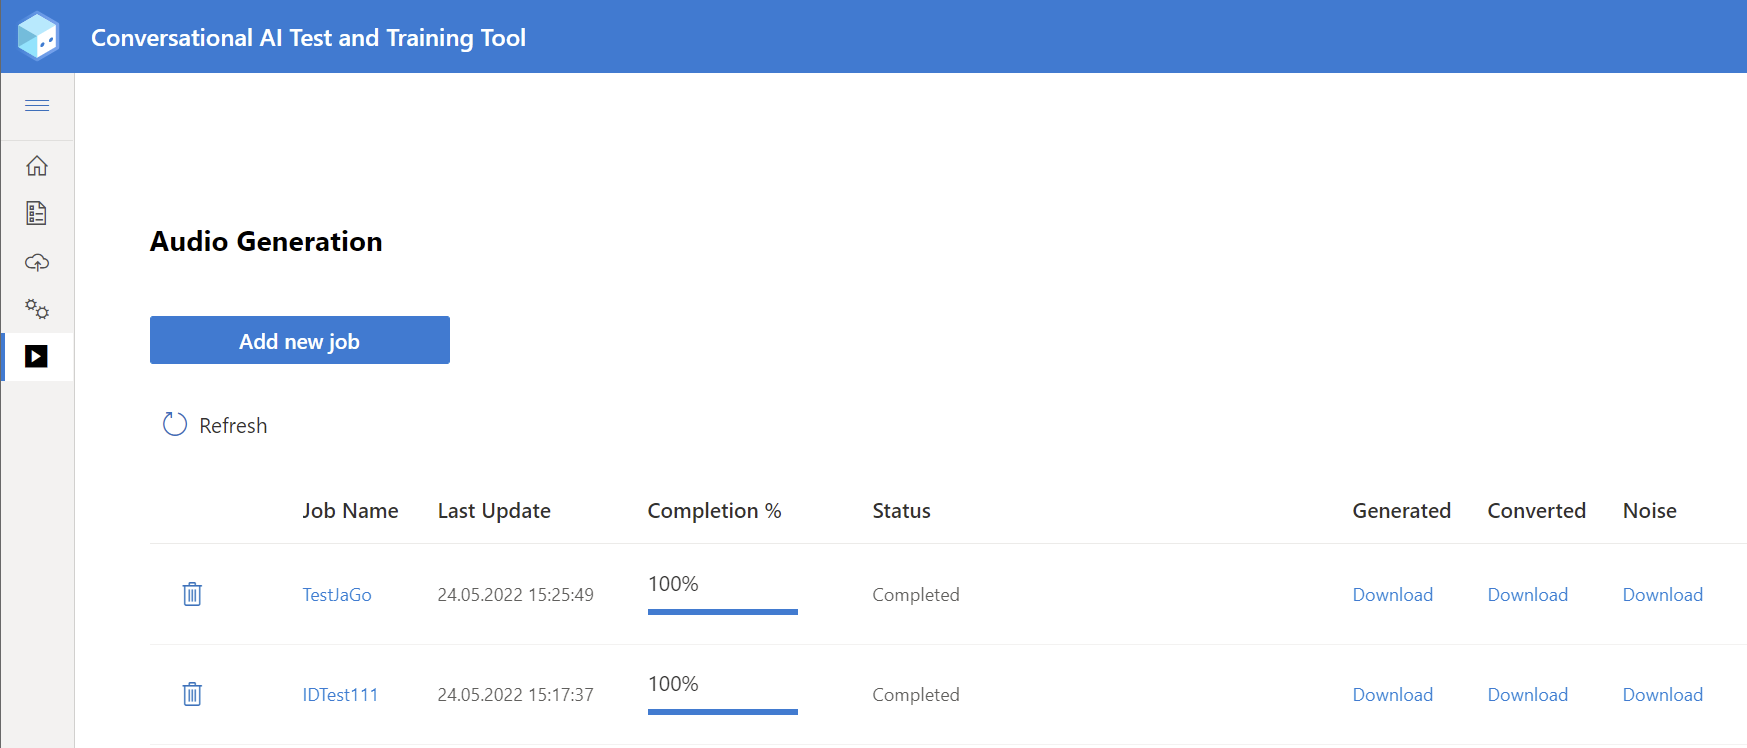 Conversational AI Test and Training Tool
Audio Generation
Add new job
Refresh
Job Name Last Update Completion % Status Generated Converted Noise
TestJaGo 24.05.2022 15:25:49 100% Completed Download Download Download
IDTest111 24.05.2022 15:17:37 100% Completed Download Download Download